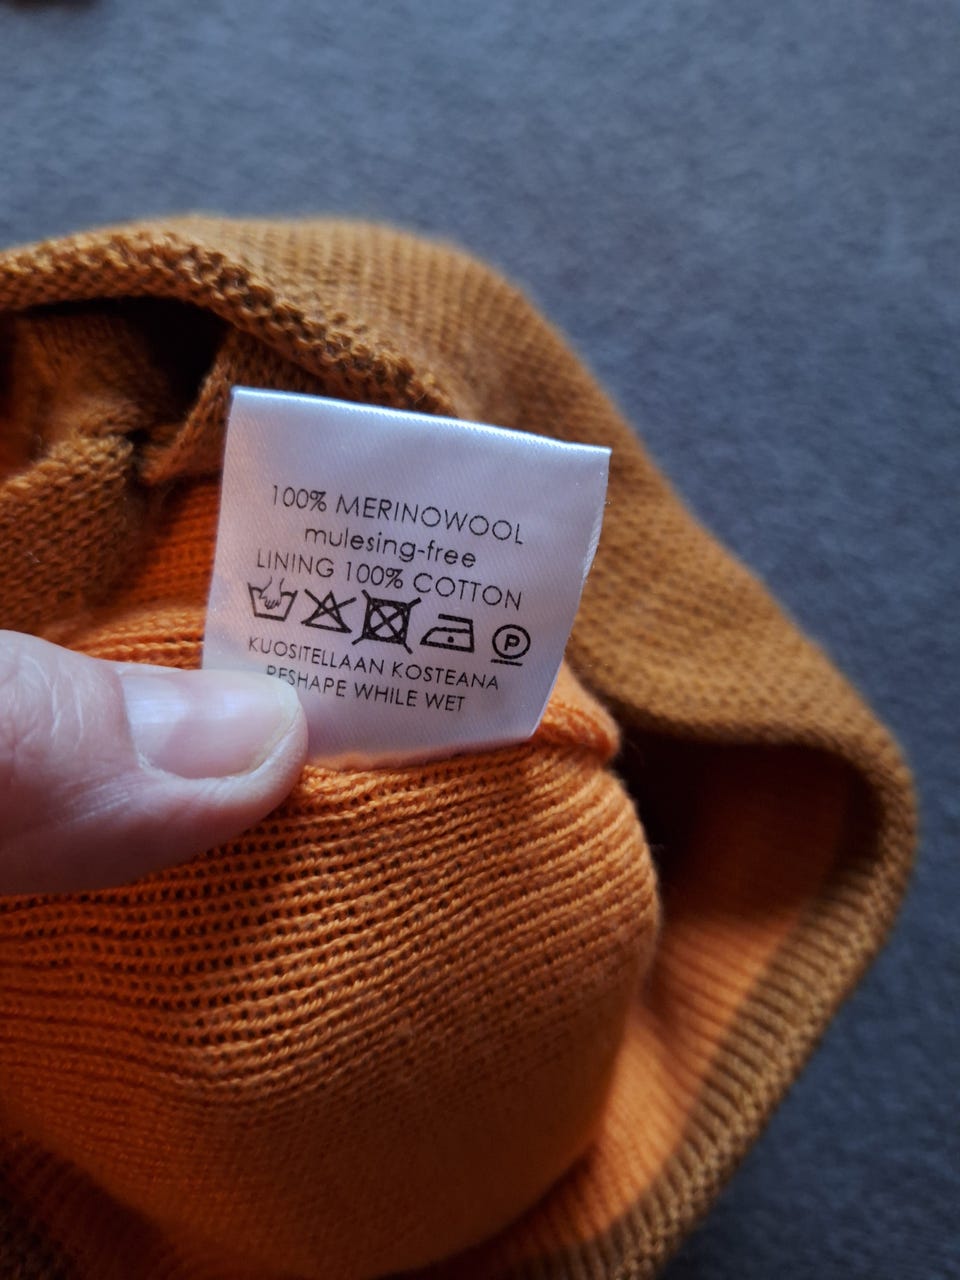 100% MERINOWOOL
mulesing-free
LINING 100% COTTON
P
KUOSITELLAAN KOSTEANA
RESHAPE WHILE WET